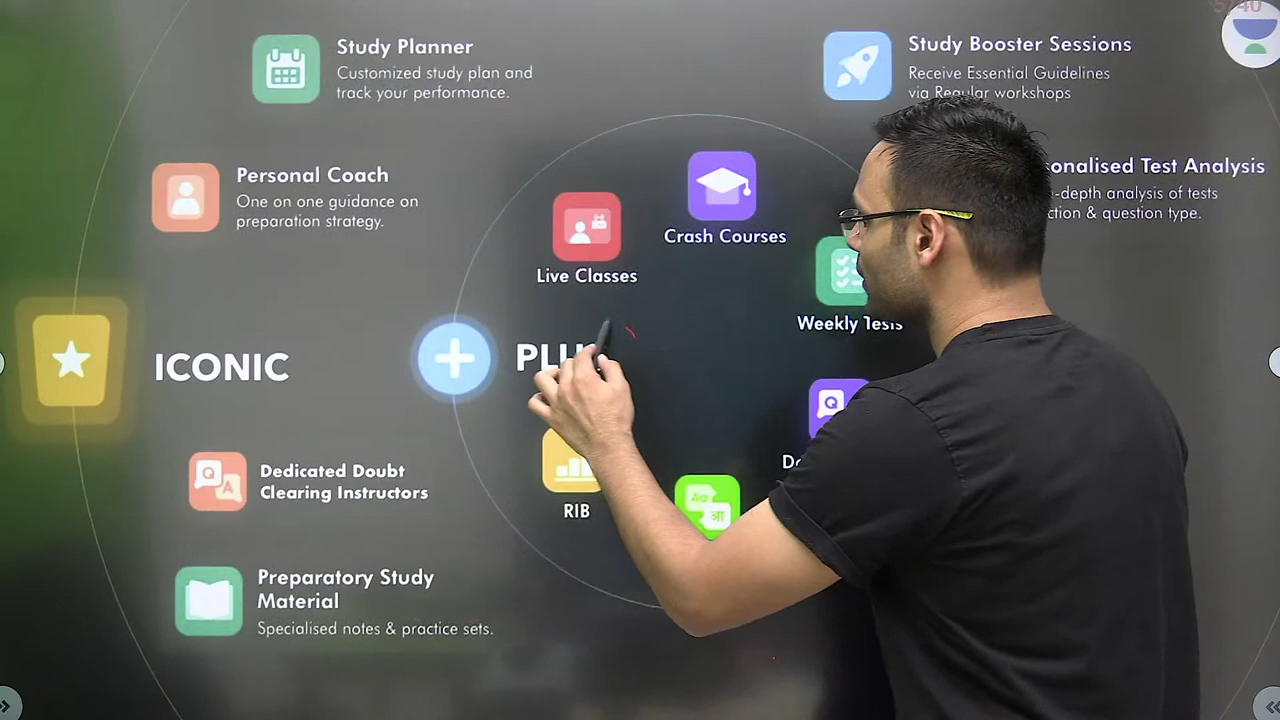 Study Planner
Customized study plan and
track your performance.
Study Booster Sessions
Receive Essential Guidelines
via Regular workshops
Personal Coach
One on one guidance on
preparation strategy.
onalised Test Analysis
-depth analysis of tests
ction & question type.
Live Classes
Crash Courses
Weekly Tests
ICONIC
PLU
Q
Dedicated Doubt
Clearing Instructors
Q
A
RIB
Aa
अा
Preparatory Study
Material
Specialised notes & practice sets.